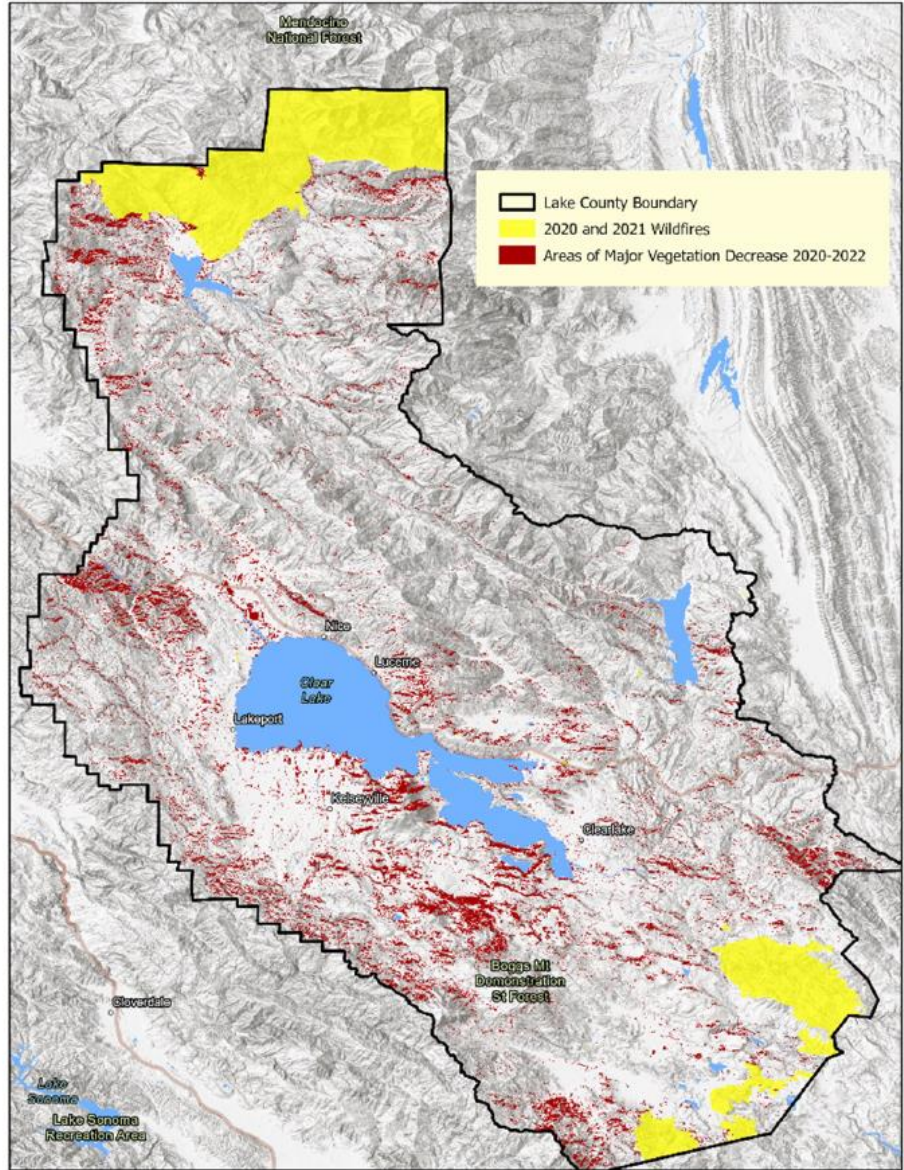 Mendocino
National Forest
Lake County Boundary
2020 and 2021 Wildfires
Areas of Major Vegetation Decrease 2020-2022
Nice
Lucerne
Clear
Lake
Lakeport
Kelseyville
Clearlake
Boggs Mt
Demonstration
St Forest
Cloverdale
Lake
Sonoma
Lake Sonoma
Recreation Area